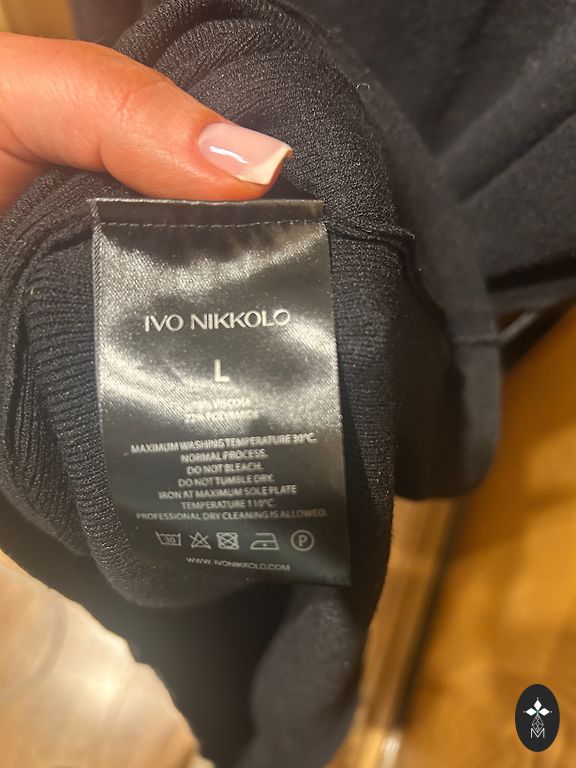 IVO NIKKOLO
L
VISCOSE
MAXIMUM WASHING TEMPERATURE 30°C.
NORMAL PROCESS.
DO NOT BLEACH.
DO NOT TUMBLE DRY.
IRON AT MAXIMUM SOLE PLATE
TEMPERATURE 110°C.
PROFESSIONAL DRY CLEANING IS ALLOWED.
30 P
WWW.IVONIKKOLO.COM
M